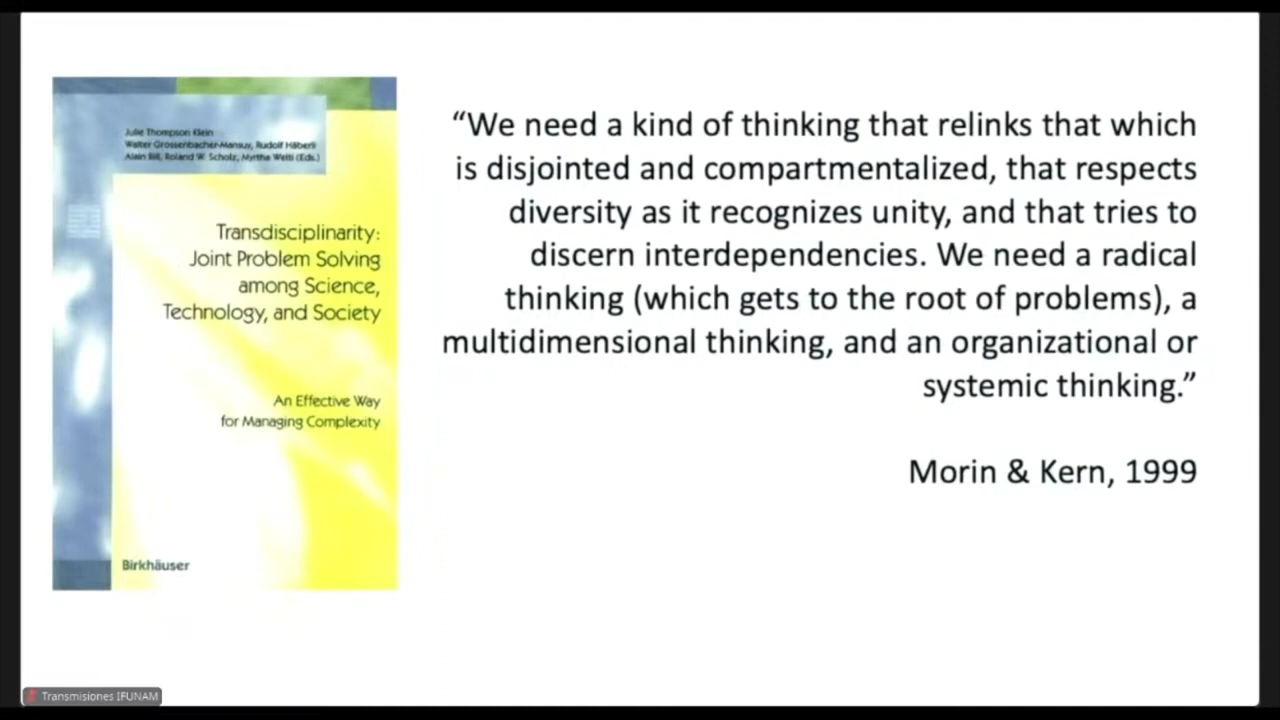 Julie Thompson Klein
Walter Grossenbacher-Mansuy, Rudolf Häberli
Alain Bill, Roland W. Scholz, Myrtha Welti (Eds.)
Transdisciplinarity:
Joint Problem Solving
among Science,
Technology, and Society
An Effective Way
for Managing Complexity
Birkhäuser
“We need a kind of thinking that relinks that which
is disjointed and compartmentalized, that respects
diversity as it recognizes unity, and that tries to
discern interdependencies. We need a radical
thinking (which gets to the root of problems), a
multidimensional thinking, and an organizational or
systemic thinking.”
Morin & Kern, 1999
Transmisiones IFUNAM